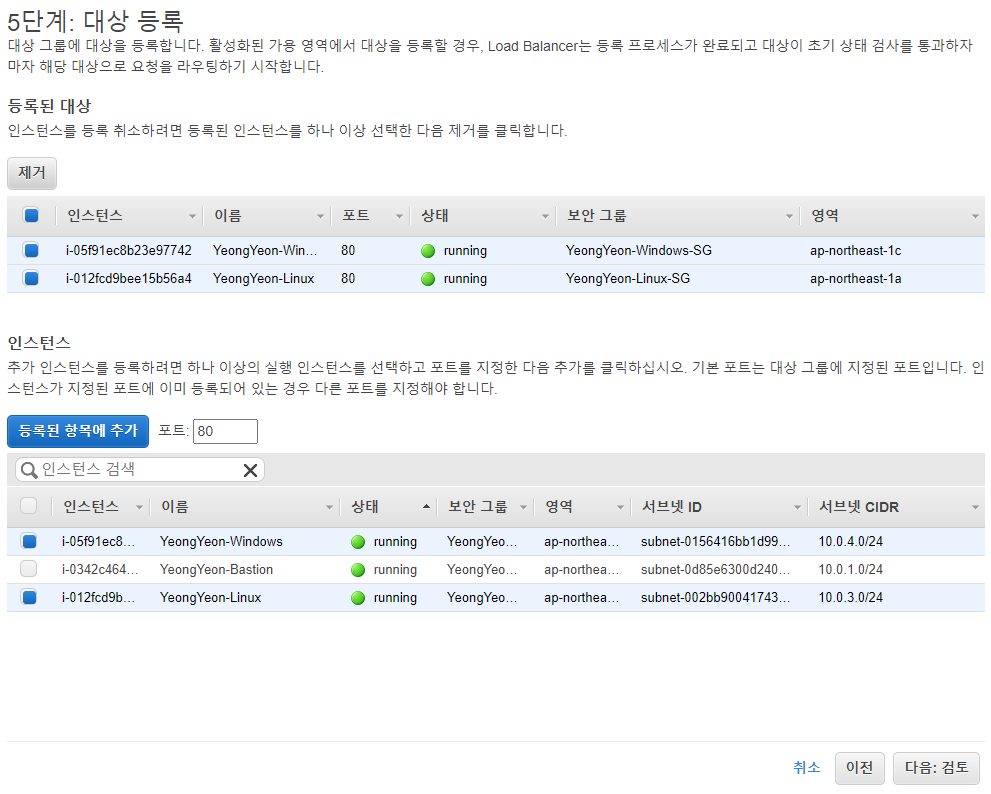 5단계: 대상 등록
대상 그룹에 대상을 등록합니다. 활성화된 가용 영역에서 대상을 등록할 경우, Load Balancer는 등록 프로세스가 완료되고 대상이 초기 상태 검사를 통과하자
마자 해당 대상으로 요청을 라우팅하기 시작합니다.
등록된 대상
인스턴스를 등록 취소하려면 등록된 인스턴스를 하나 이상 선택한 다음 제거를 클릭합니다.
제거
인스턴스 이름 포트 상태 보안 그룹 영역
i-05f91ec8b23e97742 YeongYeon-Win... 80 running YeongYeon-Windows-SG ap-northeast-1c
i-012fcd9bee15b56a4 YeongYeon-Linux 80 running YeongYeon-Linux-SG ap-northeast-1a
인스턴스
추가 인스턴스를 등록하려면 하나 이상의 실행 인스턴스를 선택하고 포트를 지정한 다음 추가를 클릭하십시오. 기본 포트는 대상 그룹에 지정된 포트입니다. 인
스턴스가 지정된 포트에 이미 등록되어 있는 경우 다른 포트를 지정해야 합니다.
등록된 항목에 추가 포트: 80
인스턴스 검색
인스턴스 이름 상태 보안 그룹 영역 서브넷 ID 서브넷 CIDR
i-05f91ec8... YeongYeon-Windows running YeongYeo... ap-northea... subnet-0156416bb1d99... 10.0.4.0/24
i-0342c464... YeongYeon-Bastion running YeongYeo... ap-northea... subnet-0d85e6300d240... 10.0.1.0/24
i-012fcd9b... YeongYeon-Linux running YeongYeo... ap-northea... subnet-002bb90041743... 10.0.3.0/24
취소 이전 다음: 검토